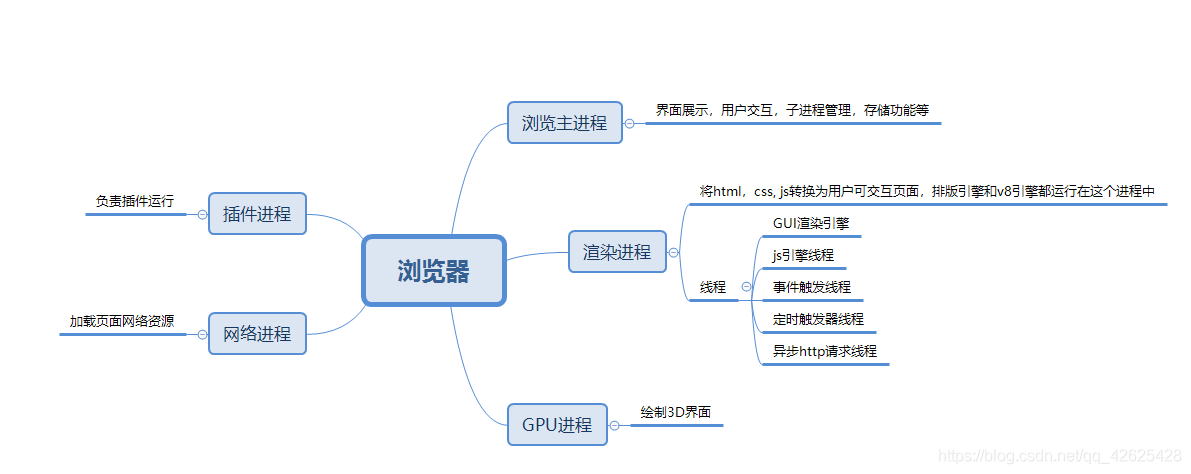 浏览器
浏览主进程
界面展示，用户交互，子进程管理，存储功能等
渲染进程
将html，css, js转换为用户可交互页面，排版引擎和v8引擎都运行在这个进程中
线程
GUI渲染引擎
js引擎线程
事件触发线程
定时触发器线程
异步http请求线程
GPU进程
绘制3D界面
插件进程
负责插件运行
网络进程
加载页面网络资源
https://blog.csdn.net/qq_42625428